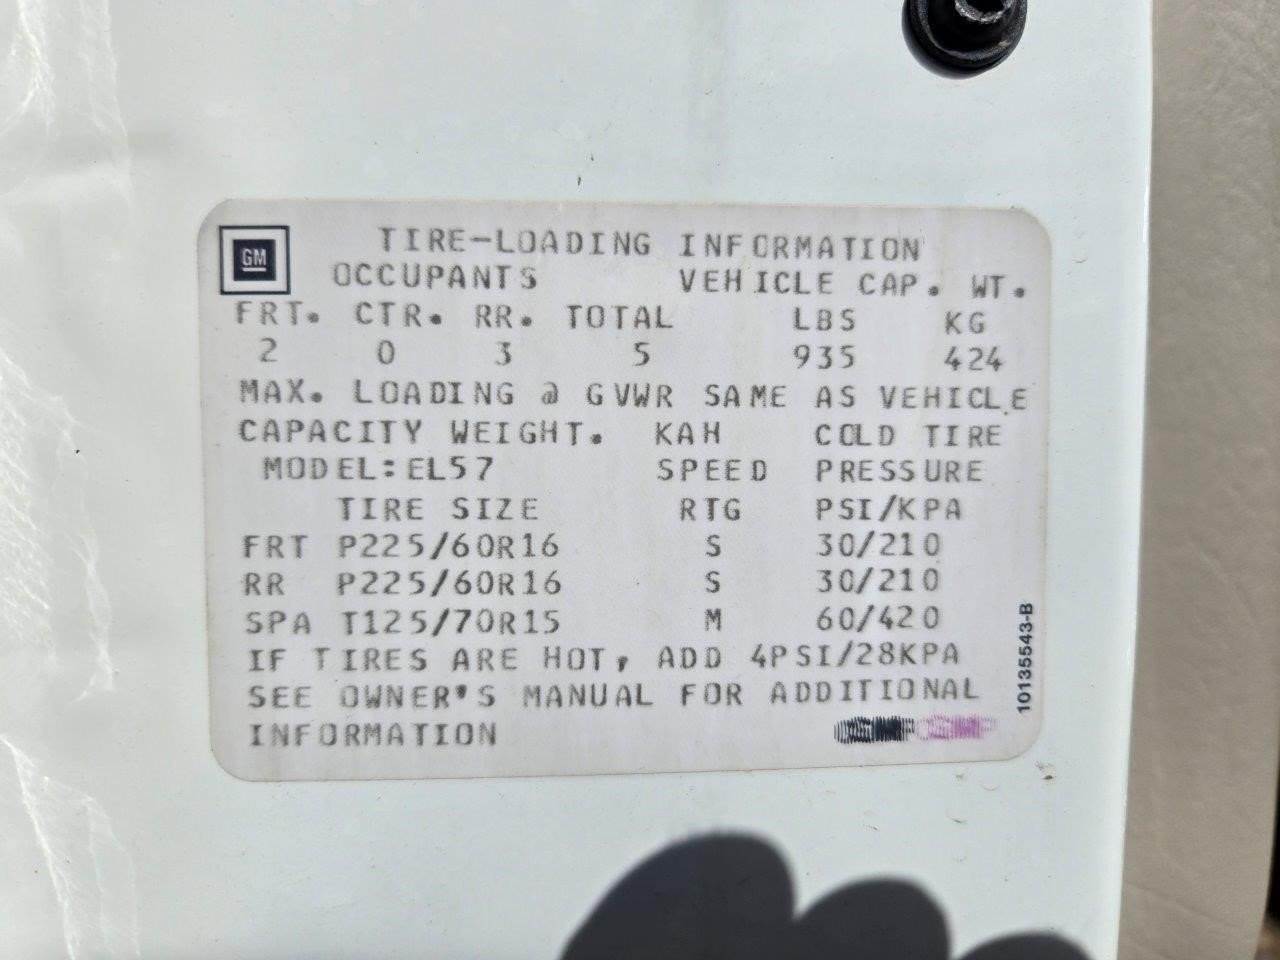 GM
TIRE-LOADING INFORMATION
OCCUPANTS VEHICLE CAP. WT.
FRT. CTR. RR. TOTAL LBS KG
2 0 3 5 935 424
MAX. LOADING @ GVWR SAME AS VEHICLE
CAPACITY WEIGHT. KAH COLD TIRE
MODEL:EL57 SPEED PRESSURE
TIRE SIZE RTG PSI/KPA
FRT P225/60R16 S 30/210
RR P225/60R16 S 30/210
SPA T125/70R15 M 60/420
IF TIRES ARE HOT, ADD 4PSI/28KPA
SEE OWNER'S MANUAL FOR ADDITIONAL
INFORMATION
10135543-B